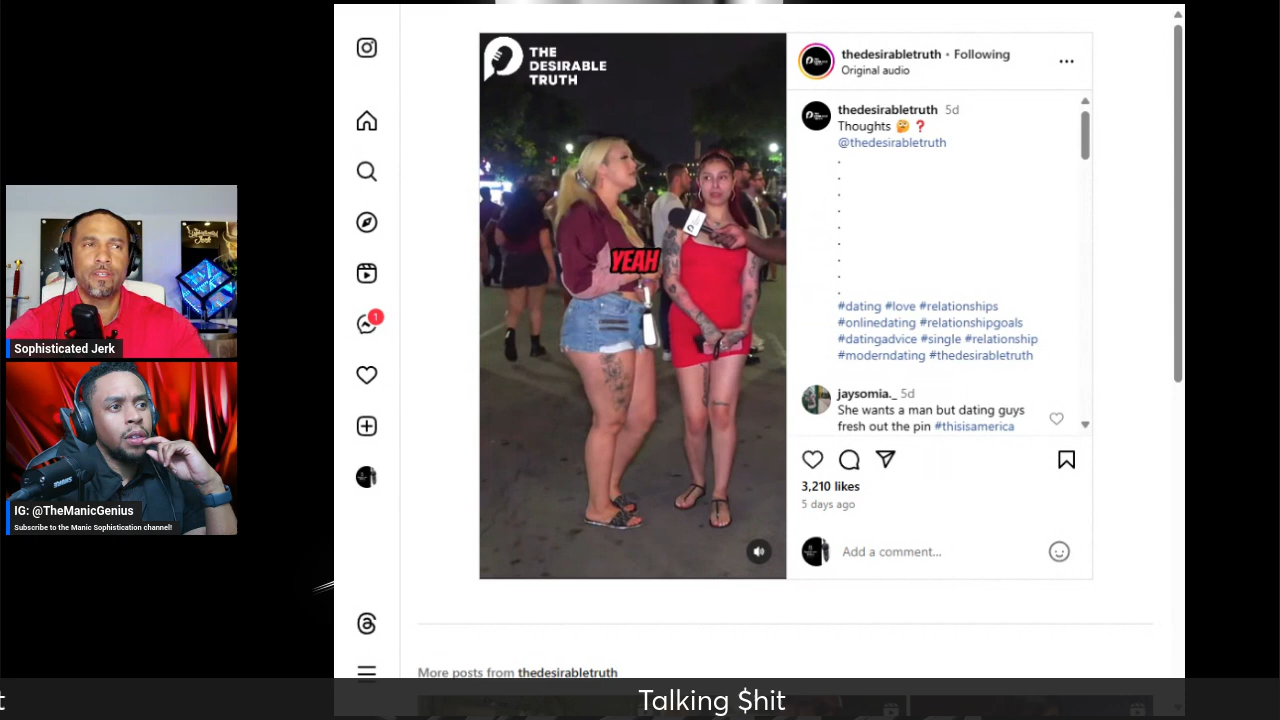 THE
DESIRABLE
TRUTH
YEAH
thedesirabletruth • Following
Original audio
thedesirabletruth 5d
Thoughts 🤔 ❓
@thedesirabletruth
.
.
.
.
.
.
.
.
.
#dating #love #relationships
#onlinedating #relationshipgoals
#datingadvice #single #relationship
#moderndating #thedesirabletruth
jaysomia._ 5d
She wants a man but dating guys
fresh out the pin #thisisamerica
3,210 likes
5 days ago
Add a comment...
1
More posts from thedesirabletruth
Sophisticated Jerk
IG: @TheManicGenius
Subscribe to the Manic Sophistication channel!
t
Talking $hit